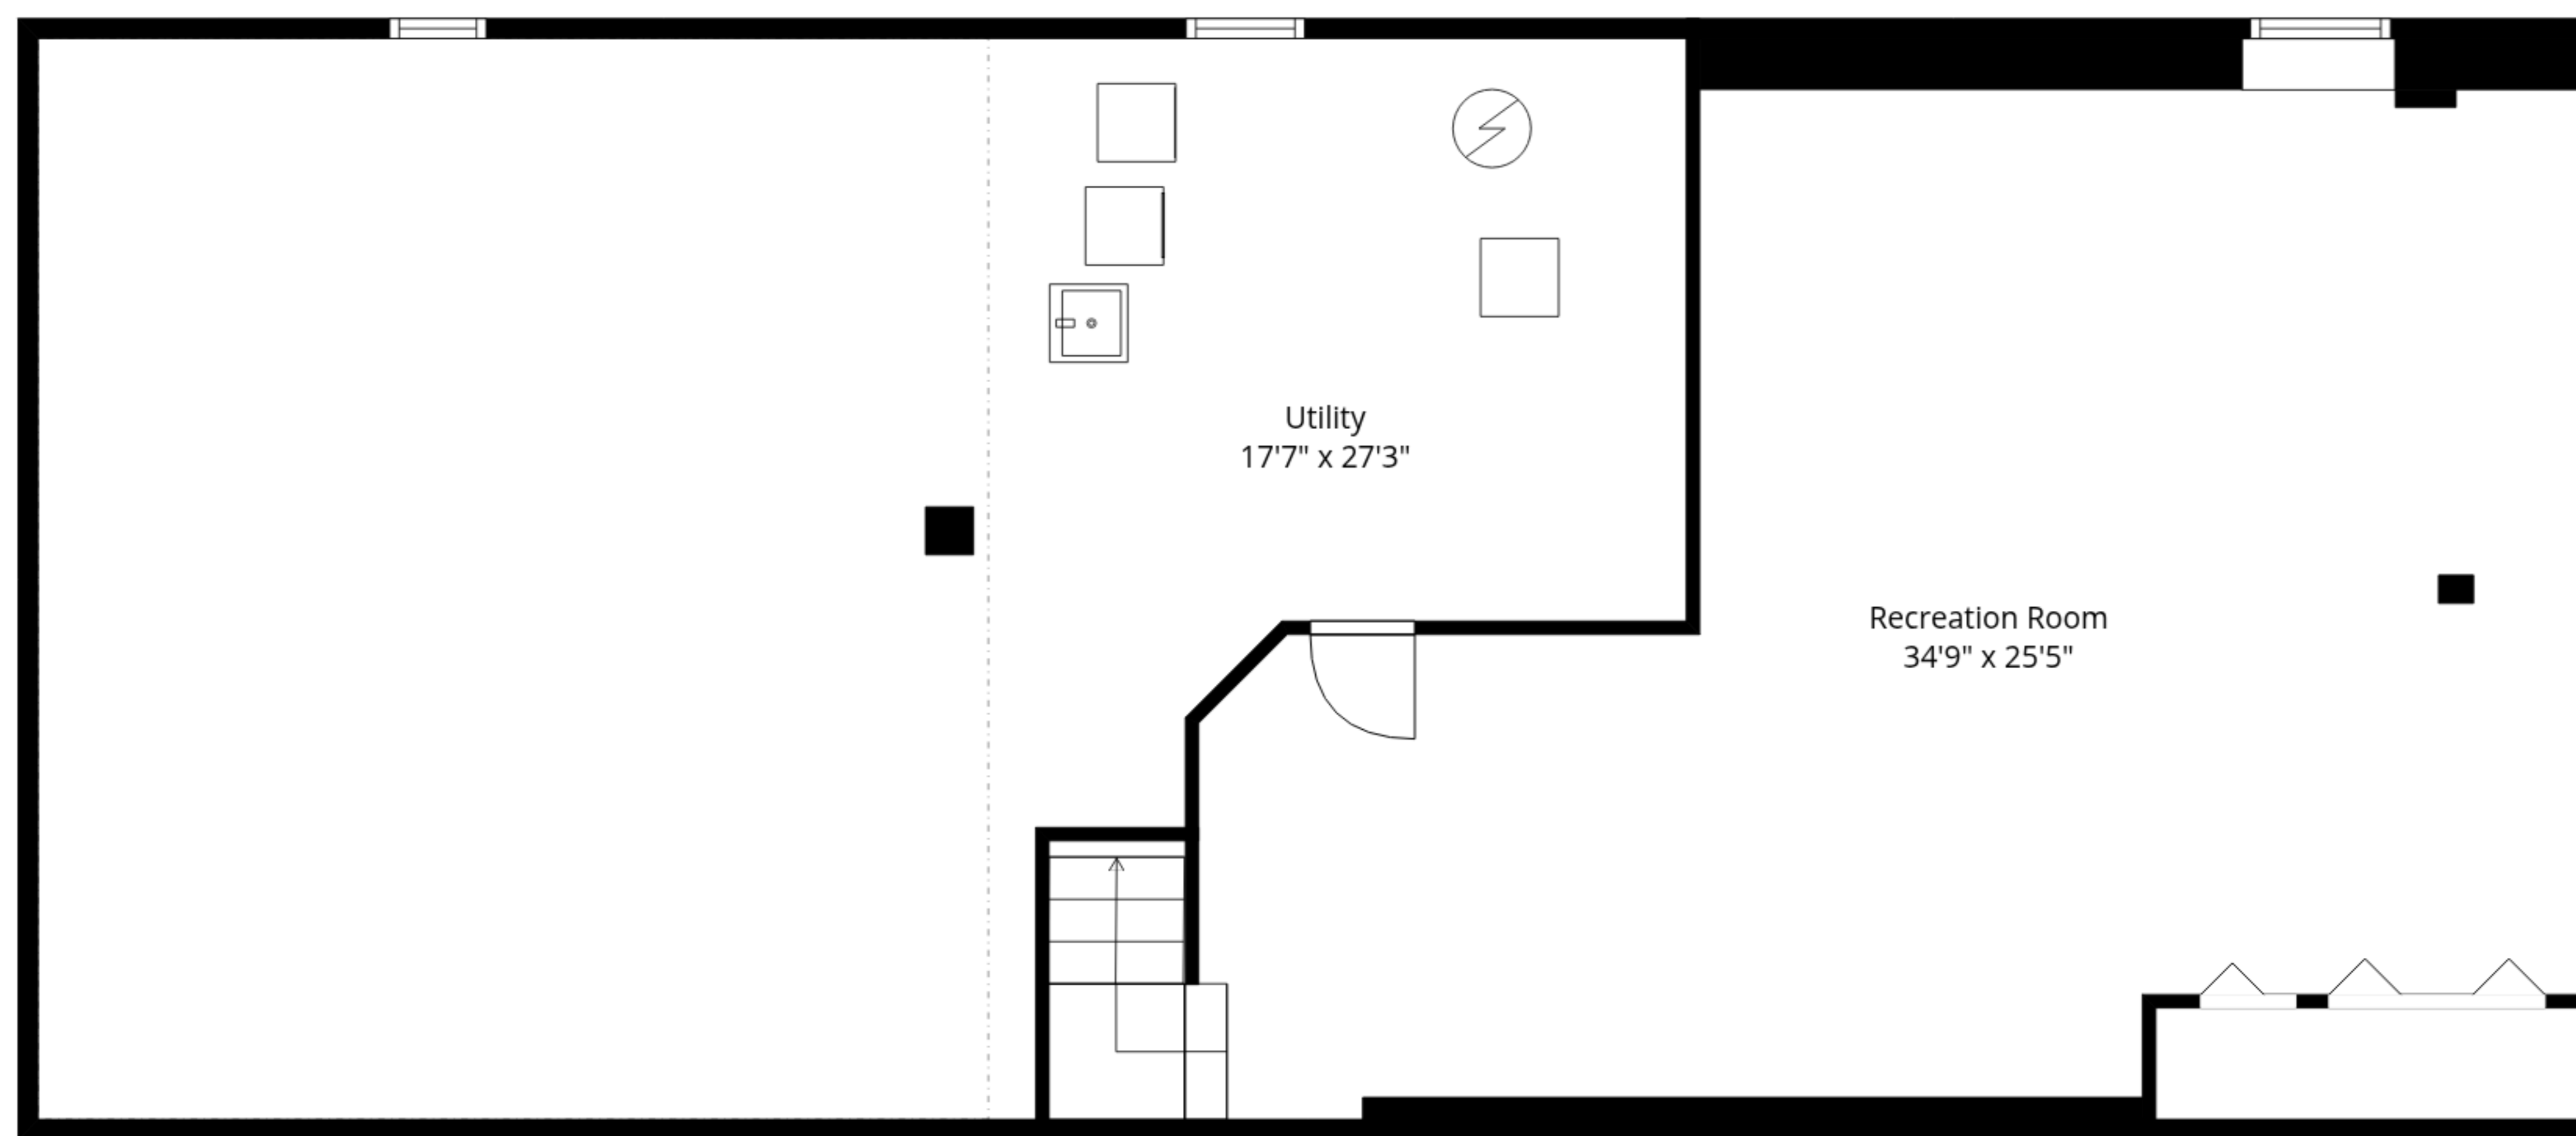 Utility
17'7" x 27'3"
Recreation Room
34'9" x 25'5"